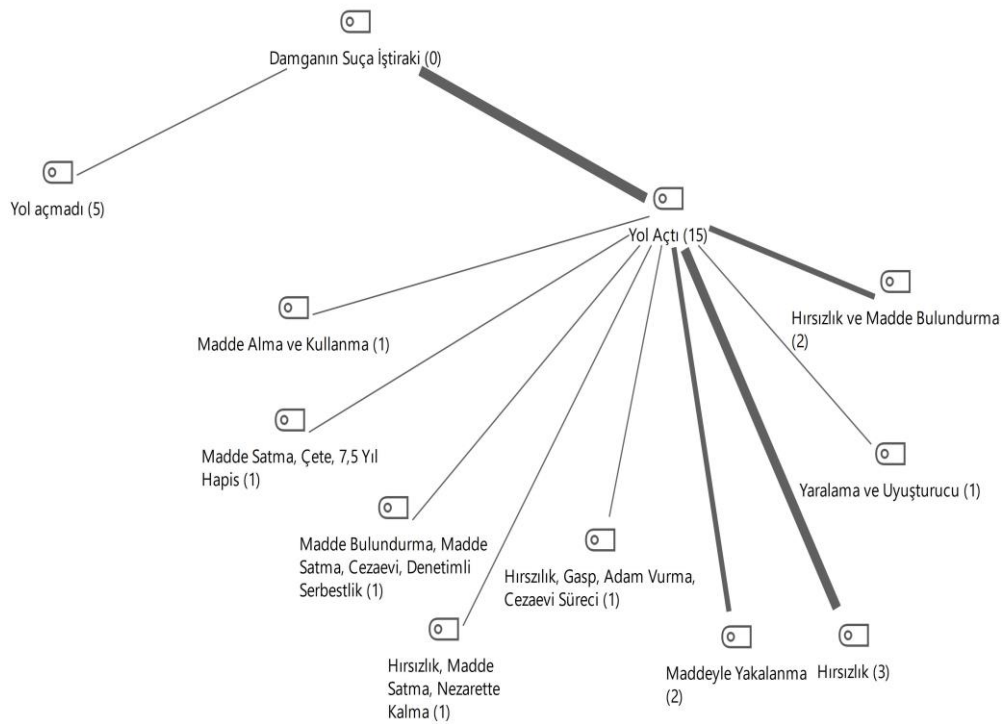 Damganın Suça İştiraki (0)
Yol açmadı (5)
Yol Açtı (15)
Hırsızlık ve Madde Bulundurma
(2)
Madde Alma ve Kullanma (1)
Madde Satma, Çete, 7,5 Yıl
Hapis (1)
Yaralama ve Uyuşturucu (1)
Madde Bulundurma, Madde
Satma, Cezaevi, Denetimli
Serbestlik (1)
Hırszılık, Gasp, Adam Vurma,
Cezaevi Süreci (1)
Hırsızlık, Madde
Satma, Nezarette
Kalma (1)
Maddeyle Yakalanma
(2)
Hırsızlık (3)